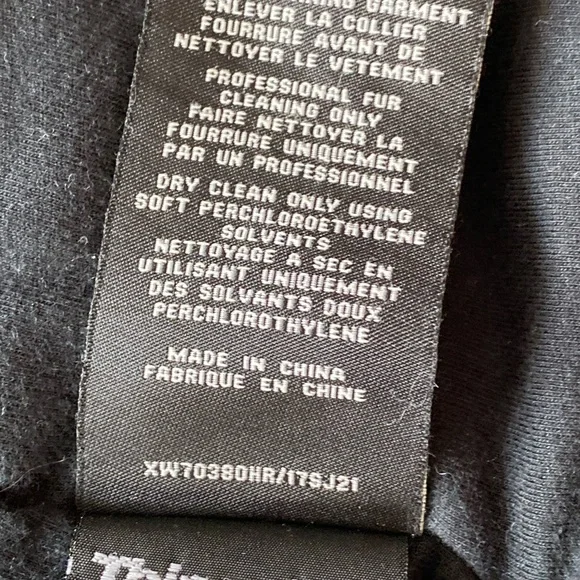 GARMENT
ENLEVER LA COLLIER
FOURRURE AVANT DE
NETTOYER LE VETEMENT
PROFESSIONAL FUR
CLEANING ONLY
FAIRE NETTOYER LA
FOURRURE UNIQUEMENT
PAR UN PROFESSIONNEL
DRY CLEAN ONLY USING
SOFT PERCHLOROETHYLENE
SOLVENTS
NETTOYAGE A SEC EN
UTILISANT UNIQUEMENT
DES SOLVANTS DOUX
PERCHLOROTHYLENE
MADE IN CHINA
FABRIQUE EN CHINE
XW70380HR/17SJ21